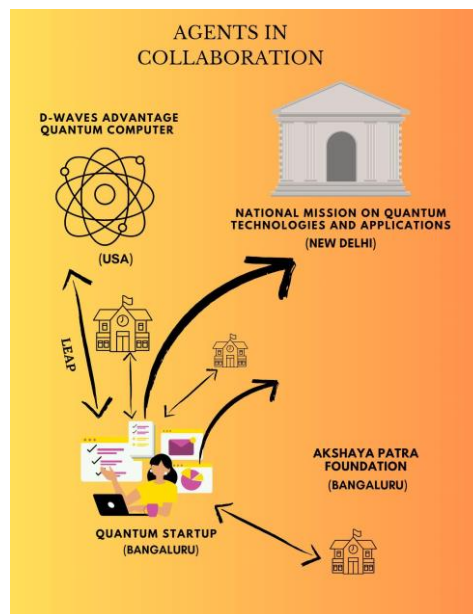 AGENTS IN
COLLABORATION
D-WAVES ADVANTAGE
QUANTUM COMPUTER
(USA)
NATIONAL MISSION ON QUANTUM
TECHNOLOGIES AND APPLICATIONS
(NEW DELHI)
LEAP
AKSHAYA PATRA
FOUNDATION
(BANGALURU)
QUANTUM STARTUP
(BANGALURU)